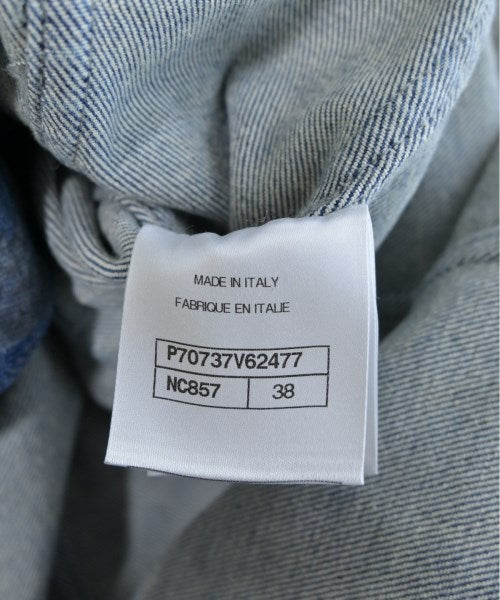 MADE IN ITALY
FABRIQUE EN ITALIE
P70737V62477
NC857 38